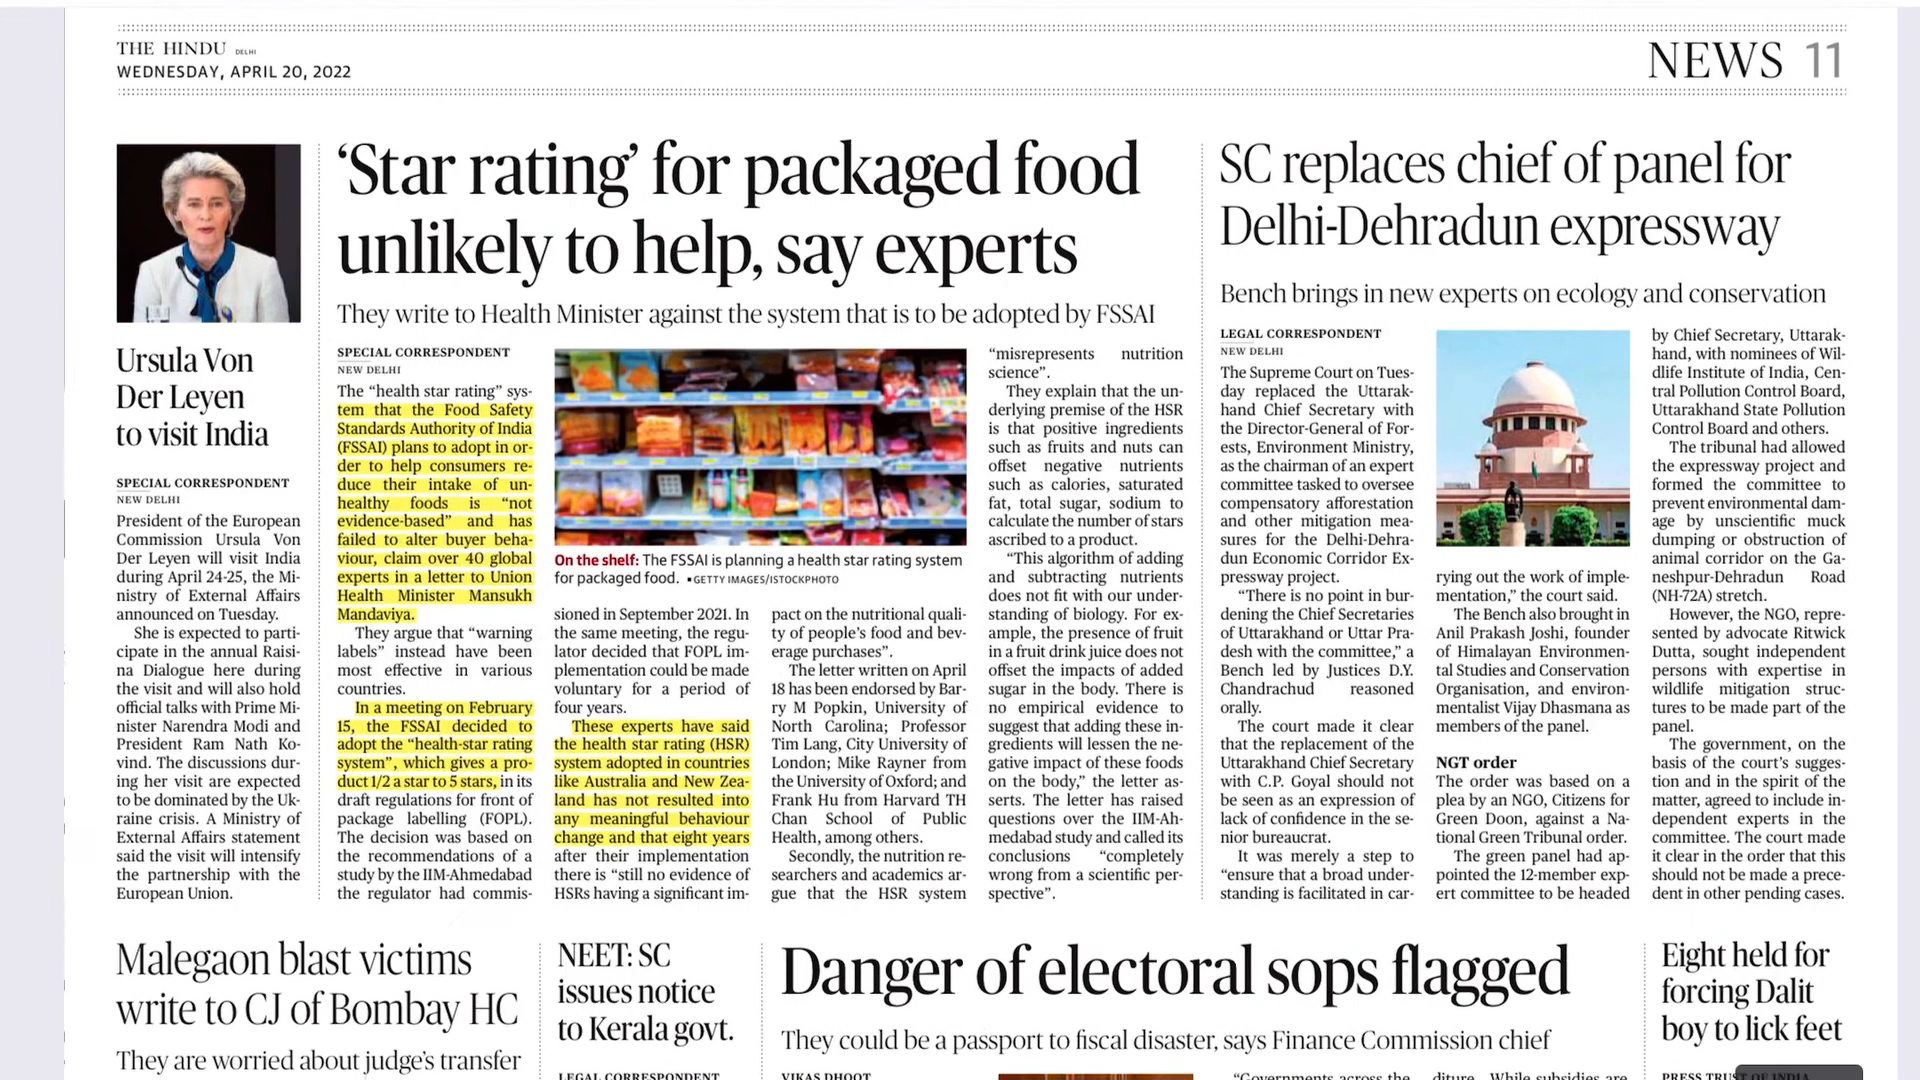 THE HINDU DELHI
WEDNESDAY, APRIL 20, 2022
NEWS 11
Ursula Von
Der Leyen
to visit India
SPECIAL CORRESPONDENT
NEW DELHI
President of the European
Commission Ursula Von
Der Leyen will visit India
during April 24-25, the Mi-
nistry of External Affairs
announced on Tuesday.
She is expected to parti-
cipate in the annual Raisi-
na Dialogue here during
the visit and will also hold
official talks with Prime Mi-
nister Narendra Modi and
President Ram Nath Ko-
vind. The discussions dur-
ing her visit are expected
to be dominated by the Uk-
raine crisis. A Ministry of
External Affairs statement
said the visit will intensify
the partnership with the
European Union.
‘Star rating’ for packaged food
unlikely to help, say experts
They write to Health Minister against the system that is to be adopted by FSSAI
SPECIAL CORRESPONDENT
NEW DELHI
The “health star rating” sys-
tem that the Food Safety
Standards Authority of India
(FSSAI) plans to adopt in or-
der to help consumers re-
duce their intake of un-
healthy foods is “not
evidence-based” and has
failed to alter buyer beha-
viour, claim over 40 global
experts in a letter to Union
Health Minister Mansukh
Mandaviya.
They argue that “warning
labels” instead have been
most effective in various
countries.
In a meeting on February
15, the FSSAI decided to
adopt the “health-star rating
system”, which gives a pro-
duct 1/2 a star to 5 stars, in its
draft regulations for front of
package labelling (FOPL).
The decision was based on
the recommendations of a
study by the IIM-Ahmedabad
the regulator had commis-
On the shelf: The FSSAI is planning a health star rating system
for packaged food. ▪GETTY IMAGES/ISTOCKPHOTO
sioned in September 2021. In
the same meeting, the regu-
lator decided that FOPL im-
plementation could be made
voluntary for a period of
four years.
These experts have said
the health star rating (HSR)
system adopted in countries
like Australia and New Zea-
land has not resulted into
any meaningful behaviour
change and that eight years
after their implementation
there is “still no evidence of
HSRs having a significant im-
pact on the nutritional quali-
ty of people’s food and bev-
erage purchases”.
The letter written on April
18 has been endorsed by Bar-
ry M Popkin, University of
North Carolina; Professor
Tim Lang, City University of
London; Mike Rayner from
the University of Oxford; and
Frank Hu from Harvard TH
Chan School of Public
Health, among others.
Secondly, the nutrition re-
searchers and academics ar-
gue that the HSR system
“misrepresents nutrition
science”.
They explain that the un-
derlying premise of the HSR
is that positive ingredients
such as fruits and nuts can
offset negative nutrients
such as calories, saturated
fat, total sugar, sodium to
calculate the number of stars
ascribed to a product.
“This algorithm of adding
and subtracting nutrients
does not fit with our under-
standing of biology. For ex-
ample, the presence of fruit
in a fruit drink juice does not
offset the impacts of added
sugar in the body. There is
no empirical evidence to
suggest that adding these in-
gredients will lessen the ne-
gative impact of these foods
on the body,” the letter as-
serts. The letter has raised
questions over the IIM-Ah-
medabad study and called its
conclusions “completely
wrong from a scientific per-
spective”.
SC replaces chief of panel for
Delhi-Dehradun expressway
Bench brings in new experts on ecology and conservation
LEGAL CORRESPONDENT
NEW DELHI
The Supreme Court on Tues-
day replaced the Uttarak-
hand Chief Secretary with
the Director-General of For-
ests, Environment Ministry,
as the chairman of an expert
committee tasked to oversee
compensatory afforestation
and other mitigation mea-
sures for the Delhi-Dehra-
dun Economic Corridor Ex-
pressway project.
“There is no point in bur-
dening the Chief Secretaries
of Uttarakhand or Uttar Pra-
desh with the committee,” a
Bench led by Justices D.Y.
Chandrachud reasoned
orally.
The court made it clear
that the replacement of the
Uttarakhand Chief Secretary
with C.P. Goyal should not
be seen as an expression of
lack of confidence in the se-
nior bureaucrat.
It was merely a step to
“ensure that a broad under-
standing is facilitated in car-
rying out the work of imple-
mentation,” the court said.
The Bench also brought in
Anil Prakash Joshi, founder
of Himalayan Environmen-
tal Studies and Conservation
Organisation, and environ-
mentalist Vijay Dhasmana as
members of the panel.
NGT order
The order was based on a
plea by an NGO, Citizens for
Green Doon, against a Na-
tional Green Tribunal order.
The green panel had ap-
pointed the 12-member exp-
ert committee to be headed
by Chief Secretary, Uttarak-
hand, with nominees of Wil-
dlife Institute of India, Cen-
tral Pollution Control Board,
Uttarakhand State Pollution
Control Board and others.
The tribunal had allowed
the expressway project and
formed the committee to
prevent environmental dam-
age by unscientific muck
dumping or obstruction of
animal corridor on the Ga-
neshpur-Dehradun Road
(NH-72A) stretch.
However, the NGO, repre-
sented by advocate Ritwick
Dutta, sought independent
persons with expertise in
wildlife mitigation struc-
tures to be made part of the
panel.
The government, on the
basis of the court’s sugges-
tion and in the spirit of the
matter, agreed to include in-
dependent experts in the
committee. The court made
it clear in the order that this
should not be made a prece-
dent in other pending cases.
Malegaon blast victims
write to CJ of Bombay HC
They are worried about judge’s transfer
NEET: SC
issues notice
to Kerala govt.
LEGAL CORRESPONDENT
Danger of electoral sops flagged
They could be a passport to fiscal disaster, says Finance Commission chief
VIKAS DHOOT
“Governments across the
diture. While subsidies are
Eight held for
forcing Dalit
boy to lick feet
PRESS TRUST OF INDIA